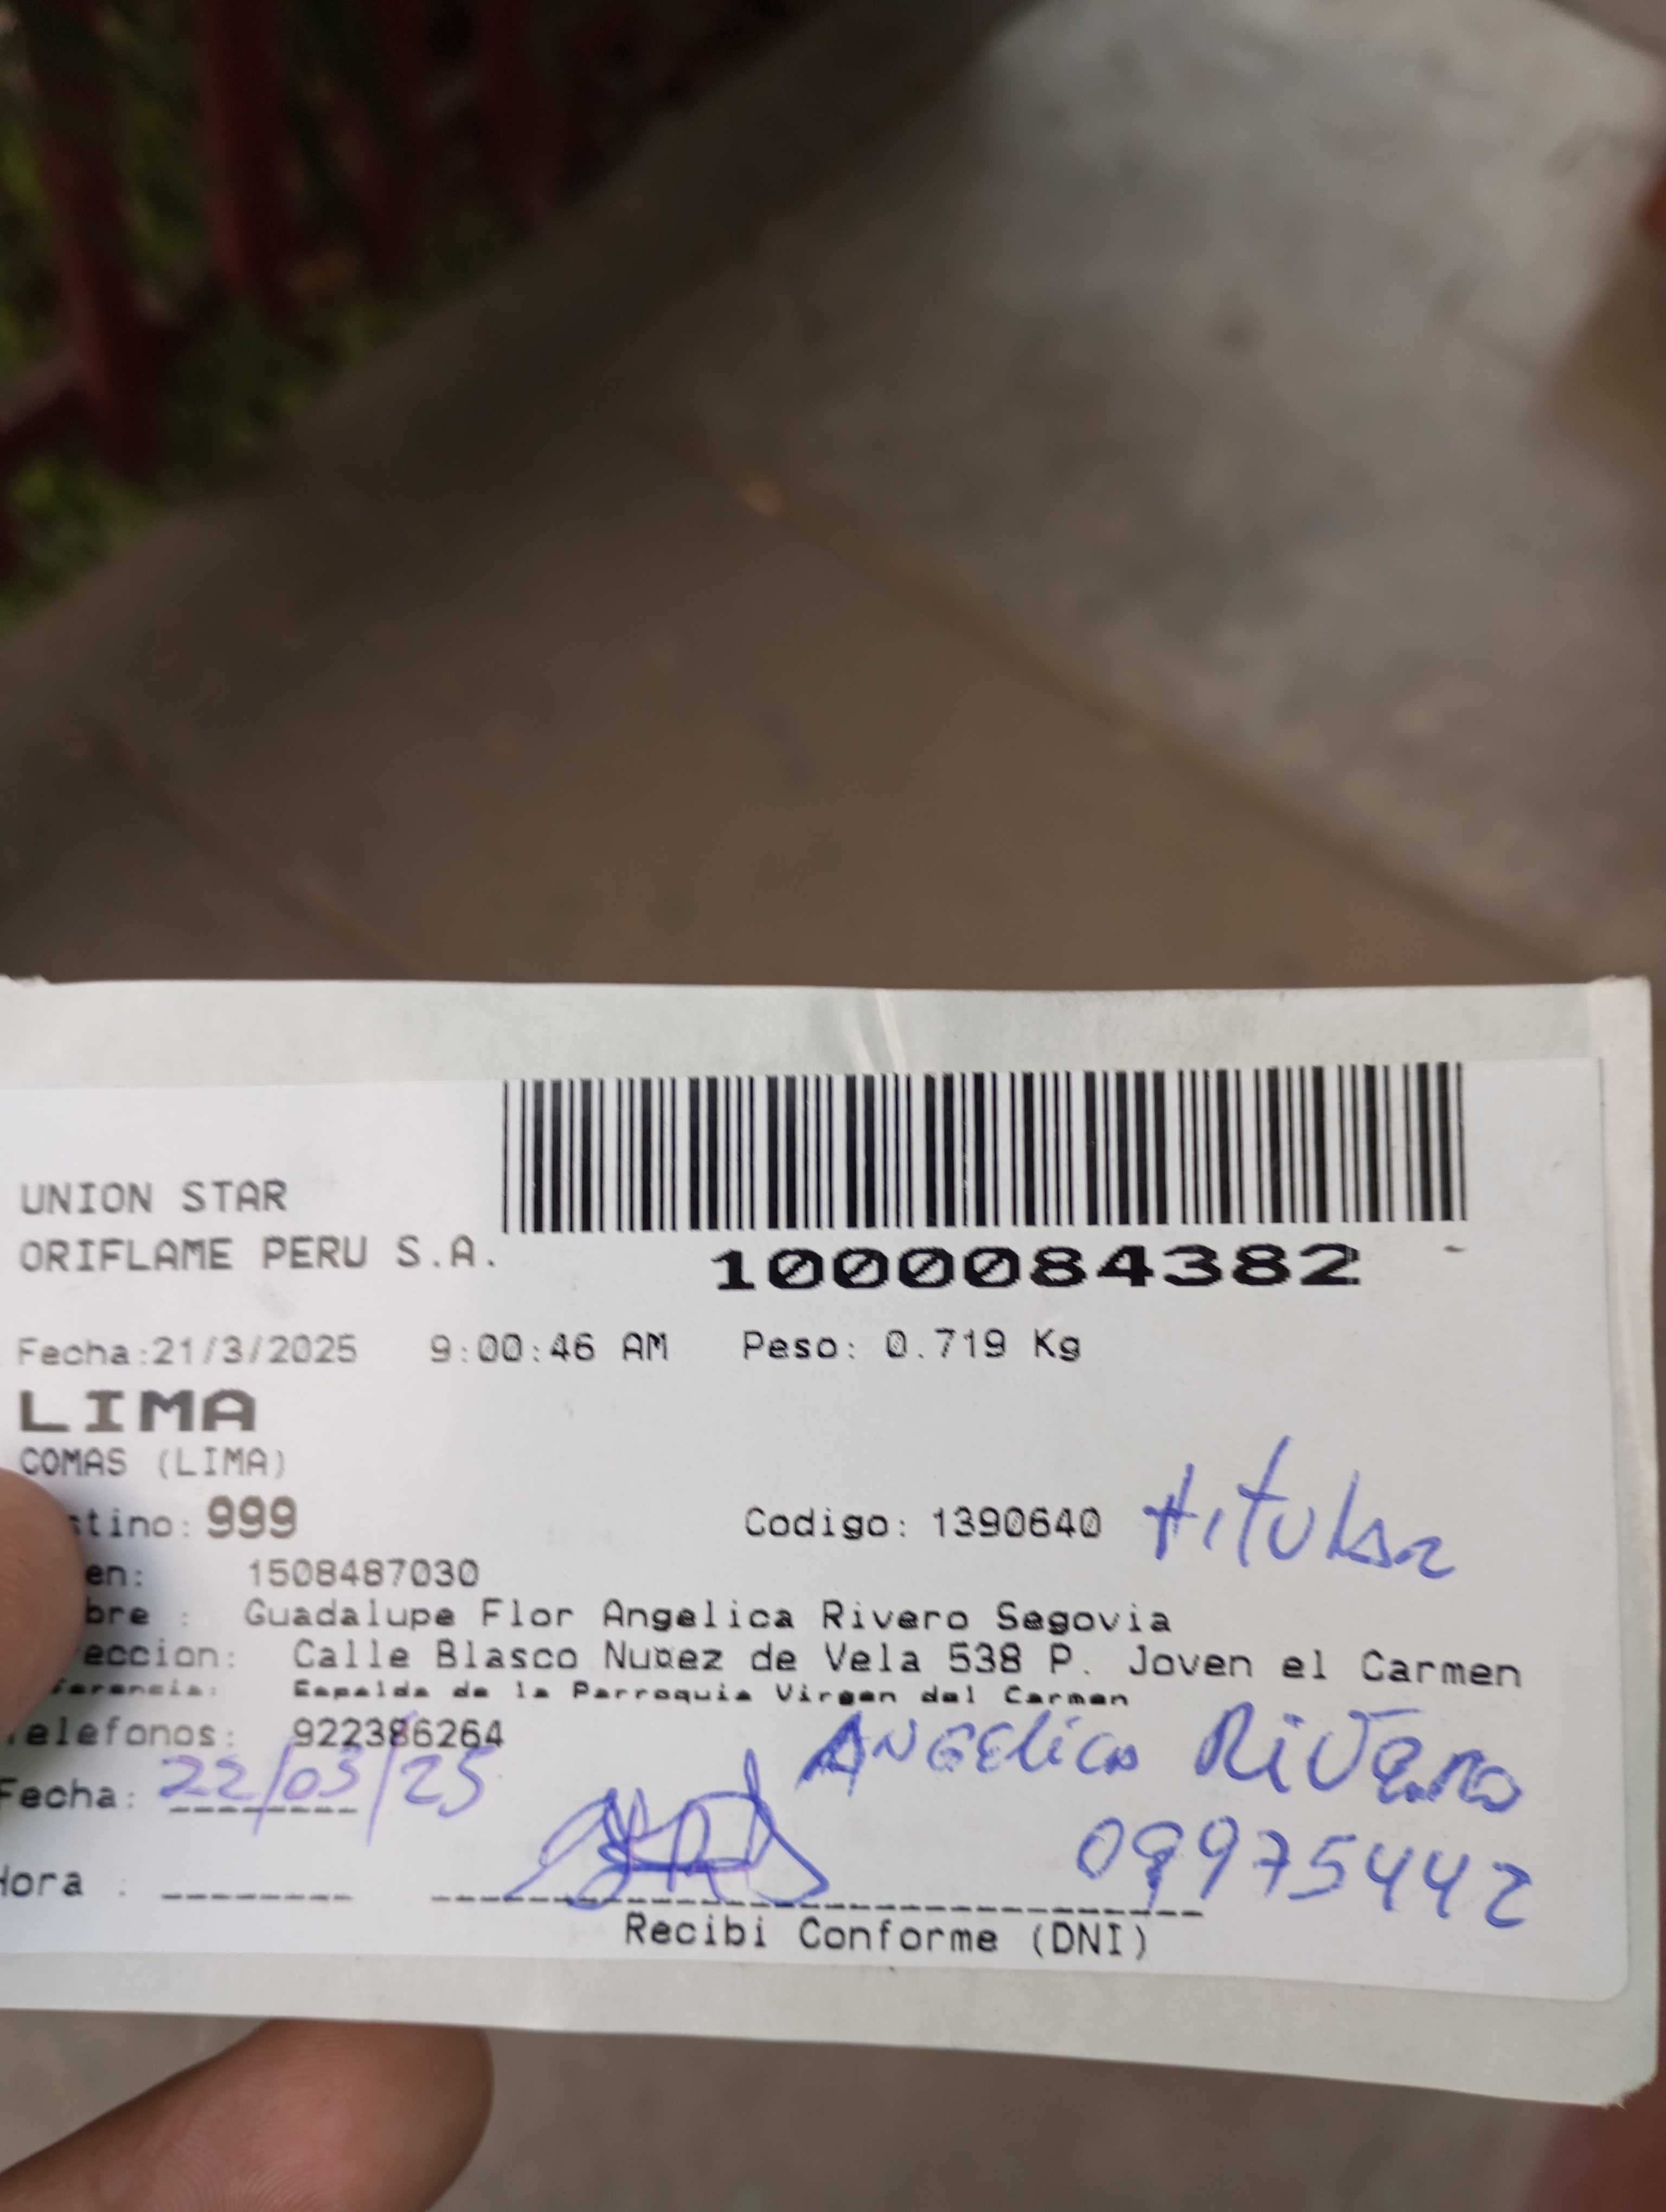 UNION STAR
ORIFLAME PERU S.A.
1000084382
Fecha:21/3/2025 9:00:46 AM Peso: 0.719 Kg
LIMA
COMAS (LIMA)
stino: 999 Codigo: 1390640 titular
en: 1508487030
bre : Guadalupe Flor Angelica Rivero Segovia
eccion: Calle Blasco Nuñez de Vela 538 P. Joven el Carmen
ferencia: Espalda de la Parroquia Virgen del Carmen
elefonos: 922386264
Angelica Rivero
Fecha: 22/03/25
09975442
Hora :
Recibi Conforme (DNI)